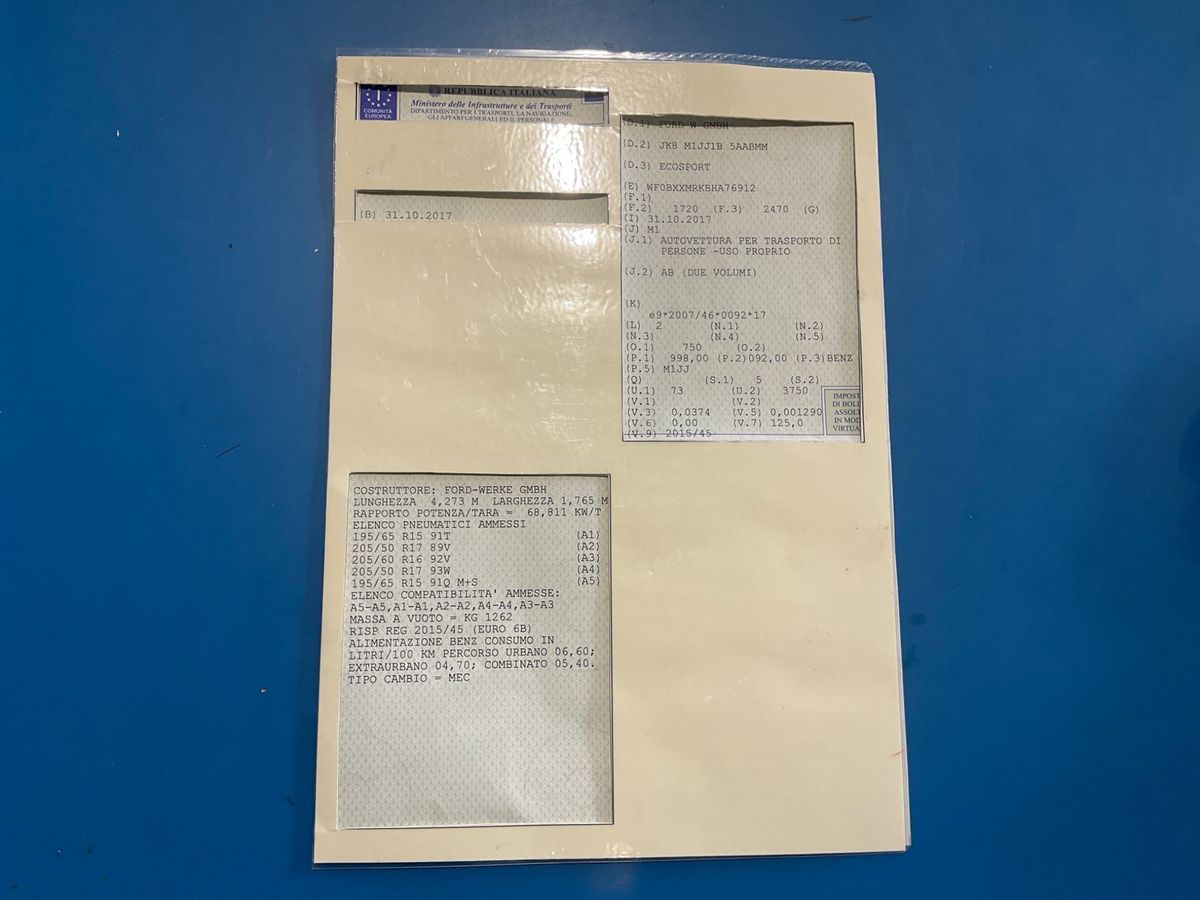 REPUBBLICA ITALIANA
Ministero delle Infrastrutture e dei Trasporti
DIPARTIMENTO PER I TRASPORTI, LA NAVIGAZIONE,
GLI AFFARI GENERALI ED IL PERSONALE
I
COMUNITÀ
EUROPEA
(B) 31.10.2017
COSTRUTTORE: FORD-WERKE GMBH
LUNGHEZZA 4,273 M LARGHEZZA 1,765 M
RAPPORTO POTENZA/TARA = 68,811 KW/T
ELENCO PNEUMATICI AMMESSI
195/65 R15 91T (A1)
205/50 R17 89V (A2)
205/60 R16 92V (A3)
205/50 R17 93W (A4)
195/65 R15 91Q M+S (A5)
ELENCO COMPATIBILITA' AMMESSE:
A5-A5,A1-A1,A2-A2,A4-A4,A3-A3
MASSA A VUOTO = KG 1262
RISP REG 2015/45 (EURO 6B)
ALIMENTAZIONE BENZ CONSUMO IN
LITRI/100 KM PERCORSO URBANO 06,60;
EXTRAURBANO 04,70; COMBINATO 05,40.
TIPO CAMBIO = MEC
(D.1) FORD W GMBH
(D.2) JK8 M1JJ1B 5AABMM
(D.3) ECOSPORT
(E) WF0BXXMRKBHA76912
(F.1)
(F.2) 1720 (F.3) 2470 (G)
(I) 31.10.2017
(J) M1
(J.1) AUTOVETTURA PER TRASPORTO DI
PERSONE -USO PROPRIO
(J.2) AB (DUE VOLUMI)
(K)
e9*2007/46*0092*17
(L) 2 (N.1) (N.2)
(N.3) (N.4) (N.5)
(O.1) 750 (O.2)
(P.1) 998,00 (P.2)092,00 (P.3)BENZ
(P.5) M1JJ
(Q) (S.1) 5 (S.2)
(U.1) 73 (U.2) 3750
(V.1) (V.2)
(V.3) 0,0374 (V.5) 0,001290
(V.6) 0,00 (V.7) 125,0
(V.9) 2015/45
IMPOST
DI BOLL
ASSOLT
IN MOD
VIRTUA